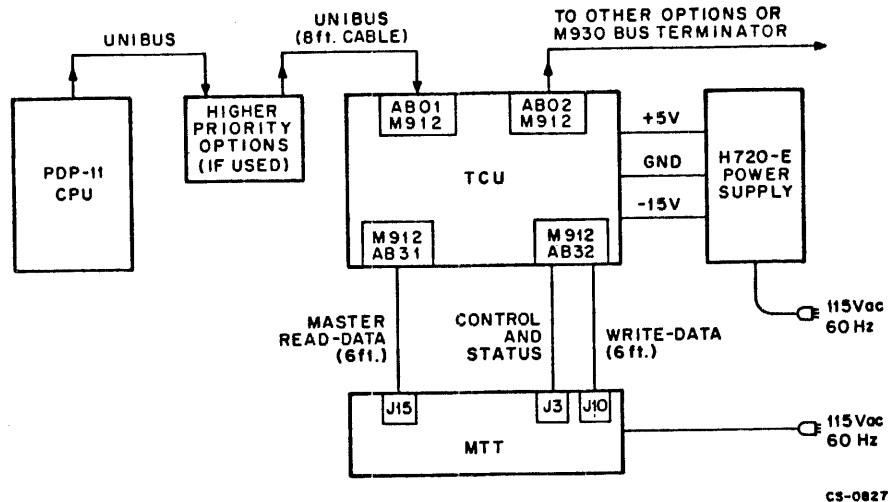 UNIBUS
UNIBUS
(8ft. CABLE)
TO OTHER OPTIONS OR
M930 BUS TERMINATOR
PDP-11
CPU
HIGHER
PRIORITY
OPTIONS
(IF USED)
ABO1
M912
ABO2
M912
TCU
M912
AB31
M912
AB32
+5V
GND
-15V
H720-E
POWER
SUPPLY
115Vac
60 Hz
MASTER
READ-DATA
(6ft.)
CONTROL
AND
STATUS
WRITE-DATA
(6ft.)
J15
J3
J10
MTT
115Vac
60 Hz
CS-0827